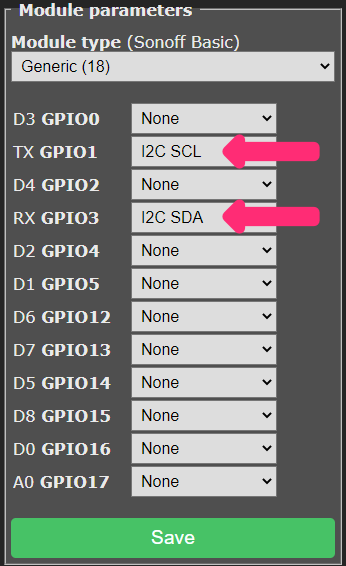 Module parameters
Module type (Sonoff Basic)
Generic (18)
D3 GPIO0 None
TX GPIO1 I2C SCL
D4 GPIO2 None
RX GPIO3 I2C SDA
D2 GPIO4 None
D1 GPIO5 None
D6 GPIO12 None
D7 GPIO13 None
D5 GPIO14 None
D8 GPIO15 None
D0 GPIO16 None
A0 GPIO17 None
Save